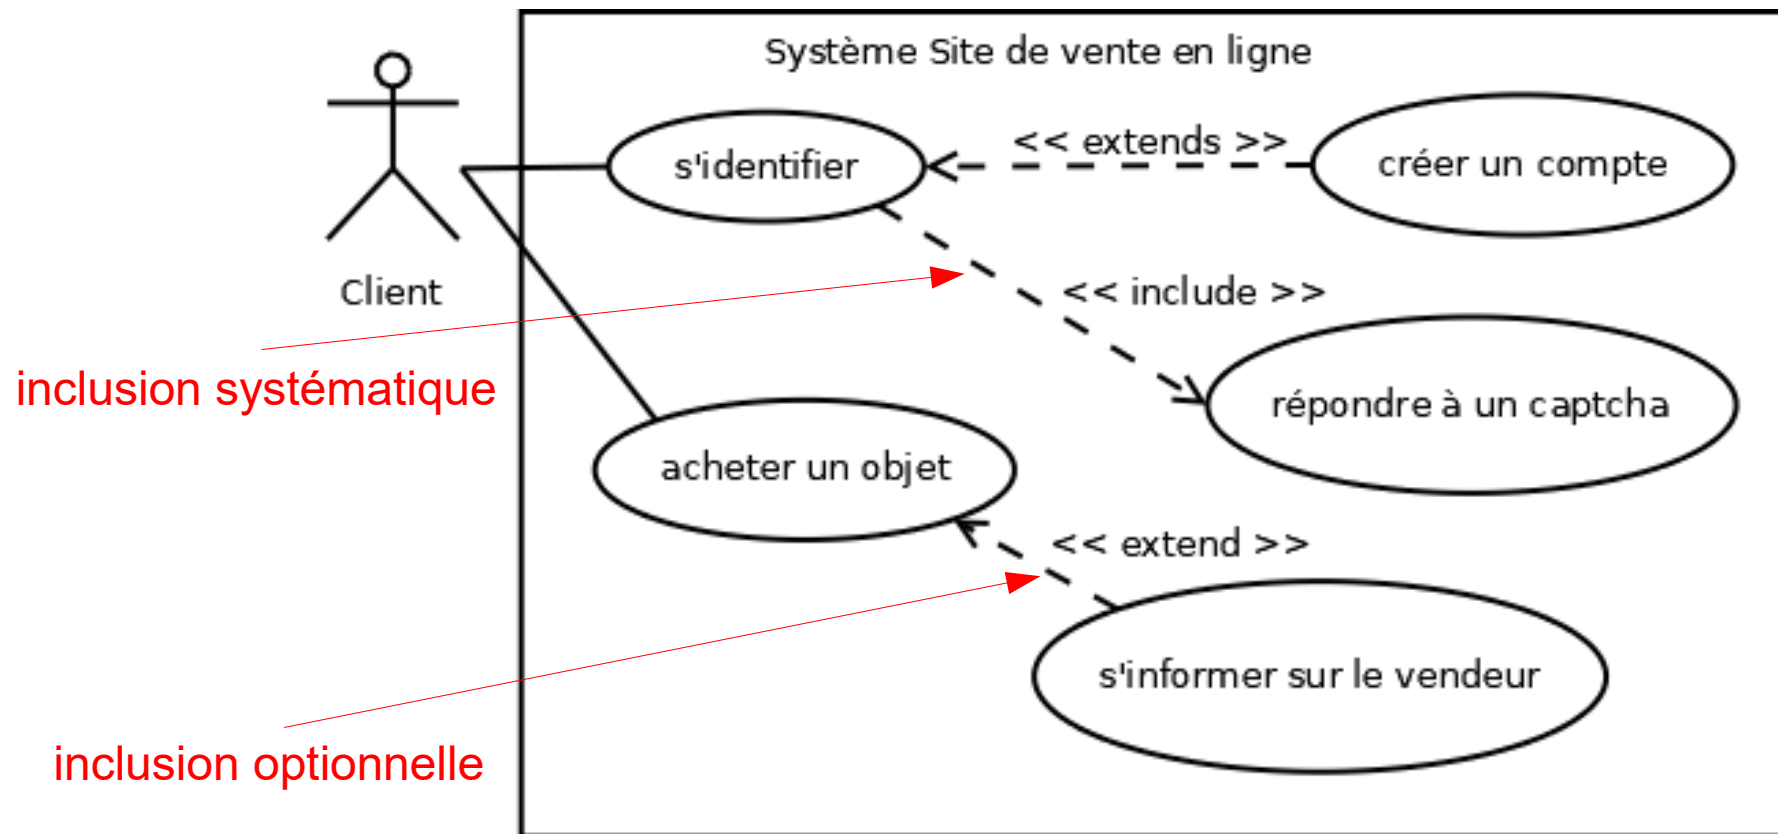 Système Site de vente en ligne
s'identifier
<< extends >>
créer un compte
Client
<< include >>
inclusion systématique
répondre à un captcha
acheter un objet
<< extend >>
s'informer sur le vendeur
inclusion optionnelle